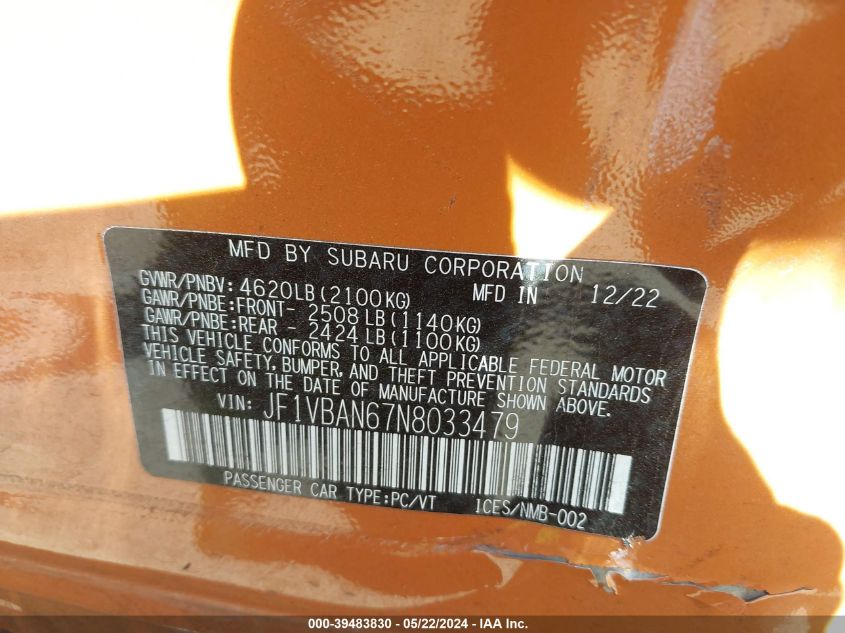 MFD BY SUBARU CORPORATION
GVWR/PNBV: 4620LB(2100KG) MFD IN 12/22
GAWR/PNBE:FRONT- 2508LB(1140KG)
GAWR/PNBE:REAR - 2424LB(1100KG)
THIS VEHICLE CONFORMS TO ALL APPLICABLE FEDERAL MOTOR
VEHICLE SAFETY, BUMPER, AND THEFT PREVENTION STANDARDS
IN EFFECT ON THE DATE OF MANUFACTURE SHOWN ABOVE.
VIN: JF1VBAN67N8033479
PASSENGER CAR TYPE:PC/VT ICES/NMB-002
000-39483830 - 05/22/2024 - IAA Inc.